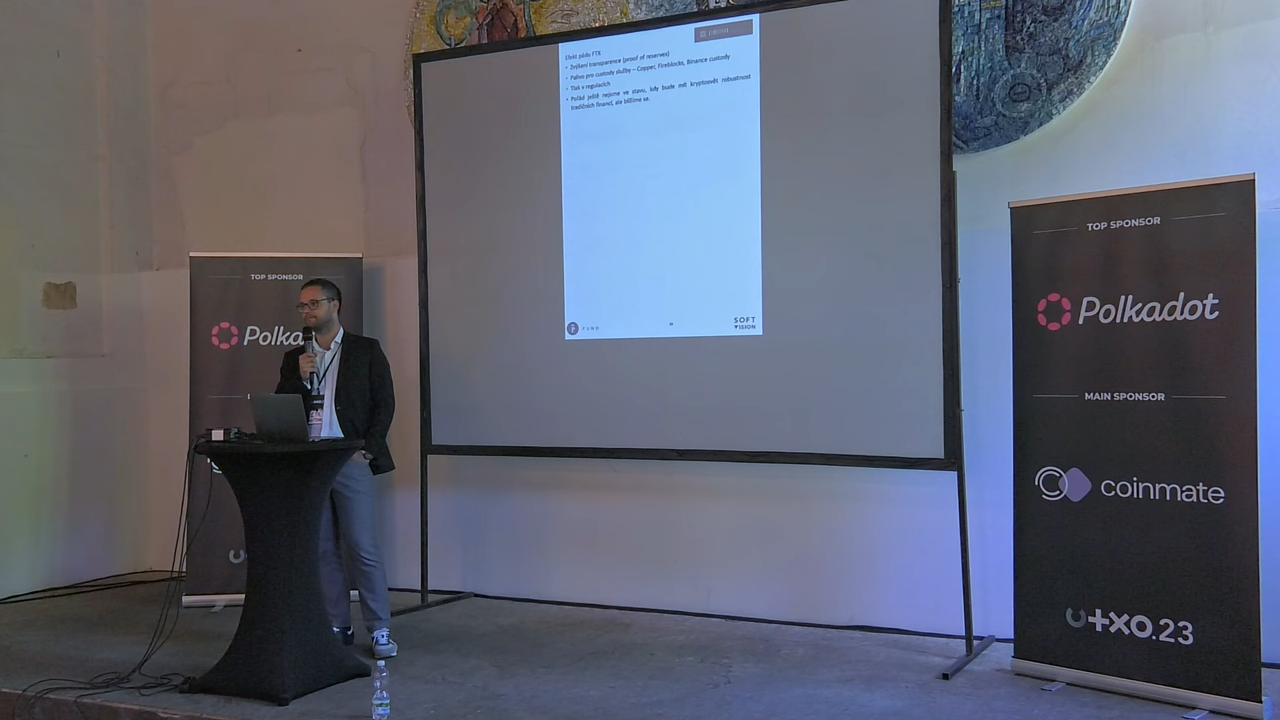 Efekt pádu FTX
• Zvýšení transparence (proof of reserves)
• Palivo pro custody služby – Copper, Fireblocks, Binance custody
• Tlak v regulacích
• Pořád ještě nejsme ve stavu, kdy bude mít kryptosvět robustnost
tradičních financí, ale blížíme se.
FUND
SOFT
VISION
TOP SPONSOR
Polka
TOP SPONSOR
Polkadot
MAIN SPONSOR
coinmate
utxo.23